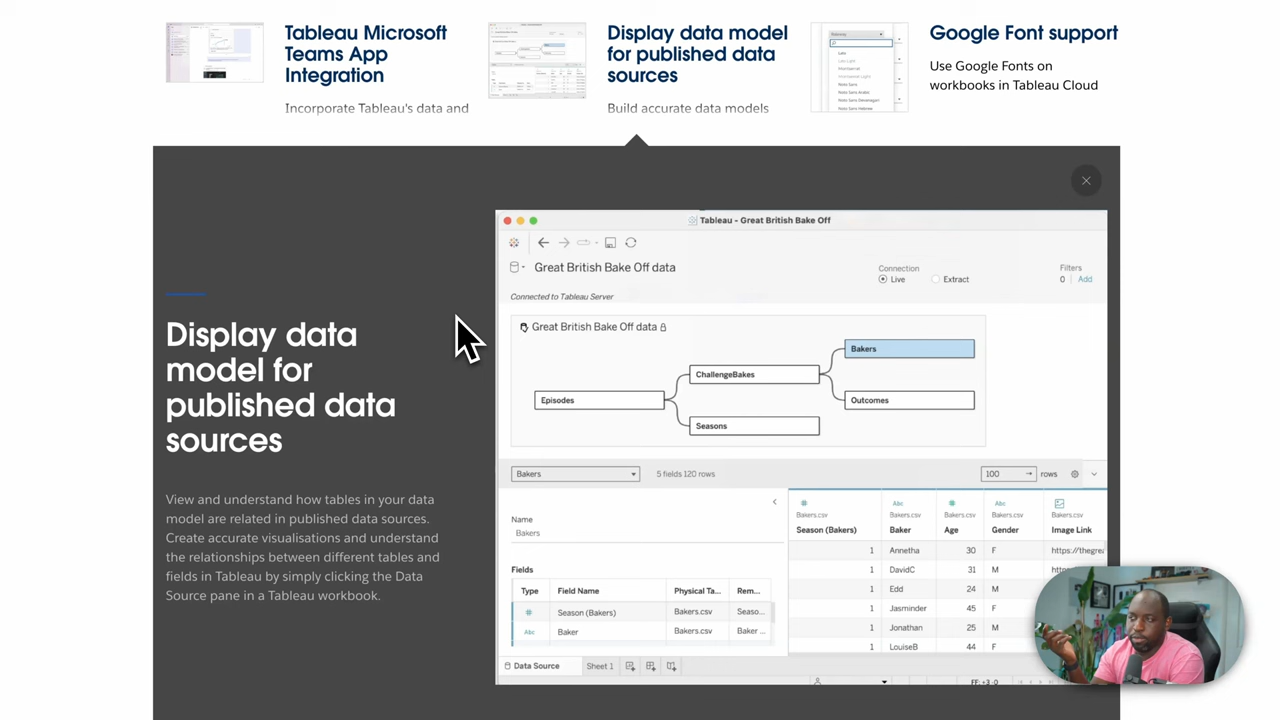 Tableau Microsoft
Teams App
Integration
Incorporate Tableau's data and
Display data model
for published data
sources
Build accurate data models
Google Font support
Use Google Fonts on
workbooks in Tableau Cloud
Display data
model for
published data
sources
View and understand how tables in your data
model are related in published data sources.
Create accurate visualisations and understand
the relationships between different tables and
fields in Tableau by simply clicking the Data
Source pane in a Tableau workbook.
Tableau - Great British Bake Off
Great British Bake Off data
Connection
Live Extract
Filters
0 Add
Connected to Tableau Server
Great British Bake Off data
Bakers
ChallengeBakes
Episodes
Outcomes
Seasons
Bakers 5 fields 120 rows 100 rows
Name
Bakers
Fields
Type Field Name Physical Ta... Rem...
Season (Bakers) Bakers.csv Seaso...
Abc Baker Bakers.csv Baker ...
Abc Abc
Bakers.csv Bakers.csv Bakers.csv Bakers.csv Bakers.csv
Season (Bakers) Baker Age Gender Image Link
1 Annetha 30 F https://thegrea
1 DavidC 31 M
1 Edd 24 M
1 Jasminder 45 F
1 Jonathan 25 M
1 LouiseB 44 F
Data Source Sheet 1